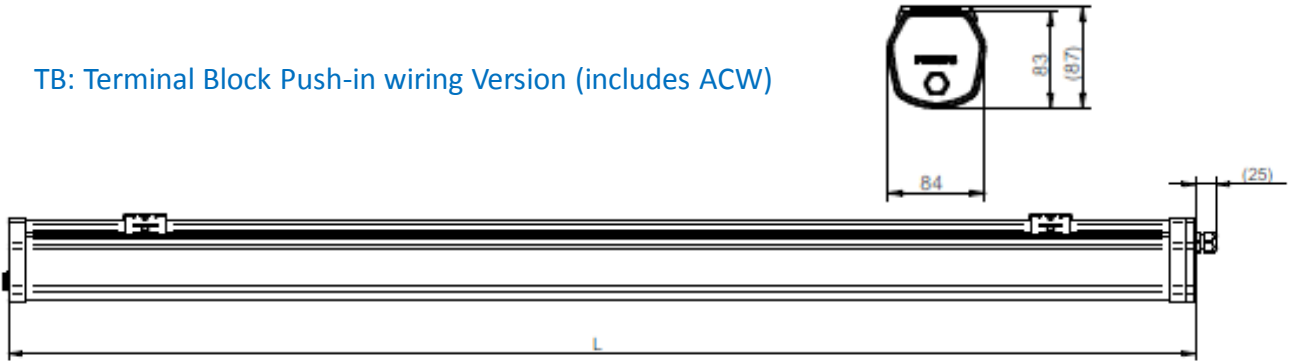 TB: Terminal Block Push-in wiring Version (includes ACW)
83
(87)
84
(25)
L